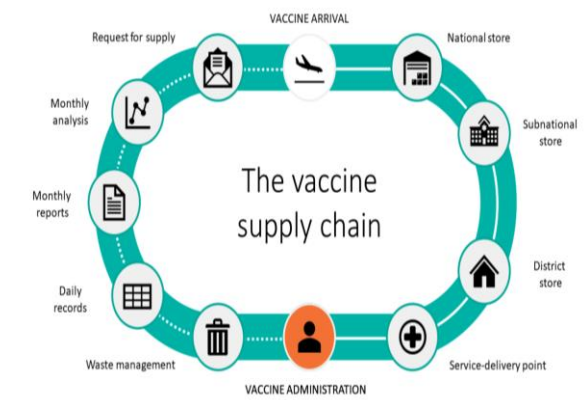 VACCINE ARRIVAL
Request for supply
National store
Monthly
analysis
Subnational
store
The vaccine
supply chain
Monthly
reports
District
store
Daily
records
Waste management
Service-delivery point
VACCINE ADMINISTRATION